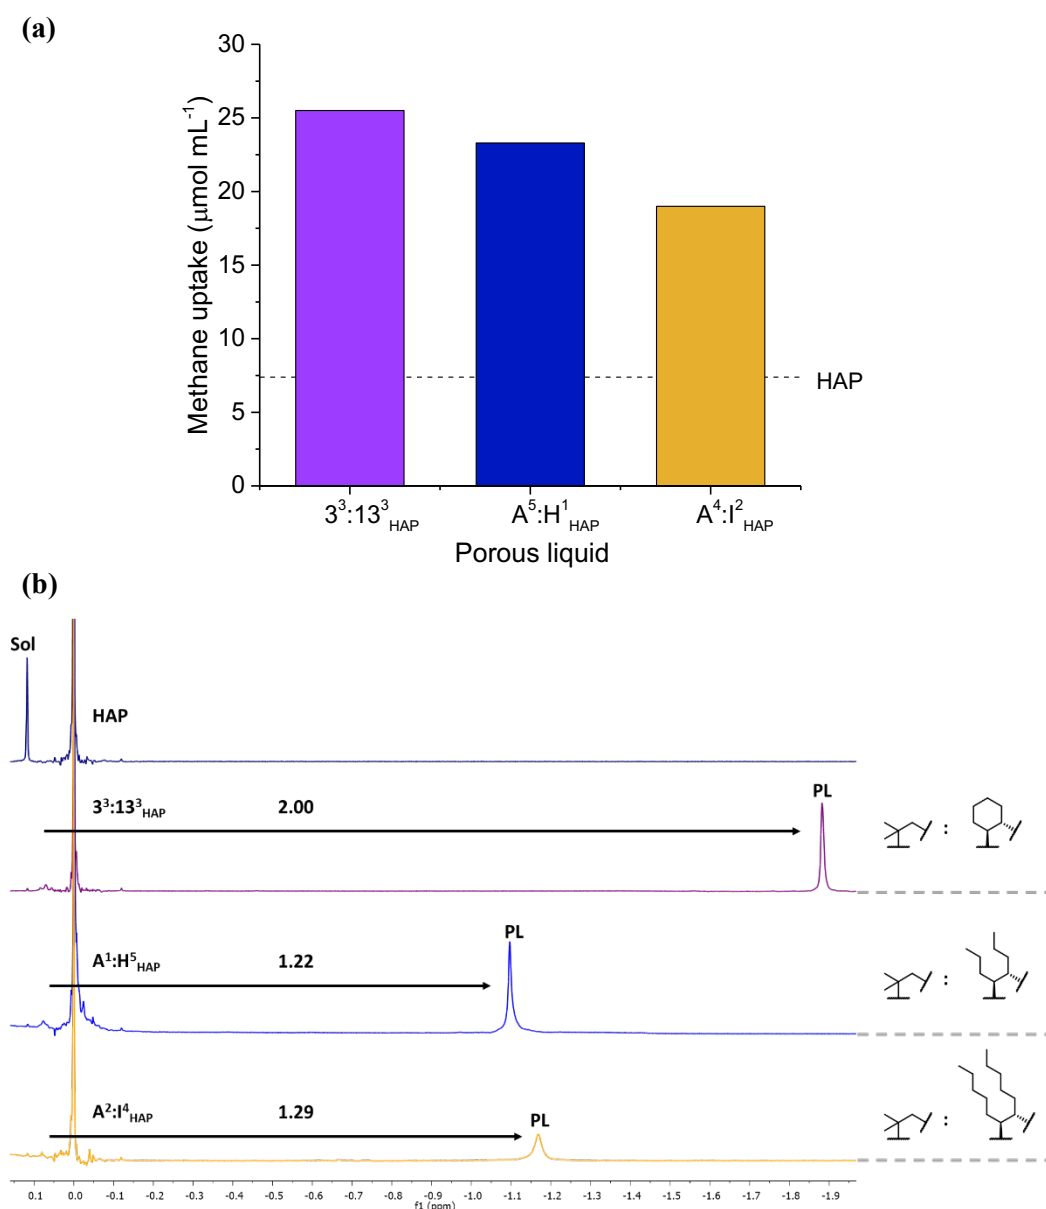 (a)
Methane uptake (μmol mL⁻¹)
30
25
20
15
10
5
0
HAP
3³:13³HAP
A⁵:H¹HAP
A⁴:I²HAP
Porous liquid
(b)
Sol
HAP
3³:13³HAP
2.00
PL
:
A¹:H⁵HAP
1.22
PL
:
A²:I⁴HAP
1.29
PL
:
0.1 0.0 -0.1 -0.2 -0.3 -0.4 -0.5 -0.6 -0.7 -0.8 -0.9 -1.0 -1.1 -1.2 -1.3 -1.4 -1.5 -1.6 -1.7 -1.8 -1.9
f1 (ppm)